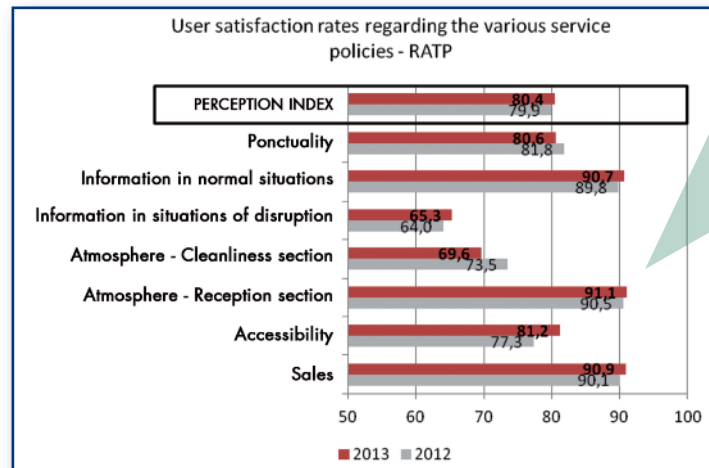 User satisfaction rates regarding the various service
policies - RATP
PERCEPTION INDEX
80,4
79,9
Ponctuality
80,6
81,8
Information in normal situations
90,7
89,8
Information in situations of disruption
65,3
64,0
Atmosphere - Cleanliness section
69,6
73,5
Atmosphere - Reception section
91,1
90,5
Accessibility
81,2
77,3
Sales
90,9
90,1
50 60 70 80 90 100
2013 2012